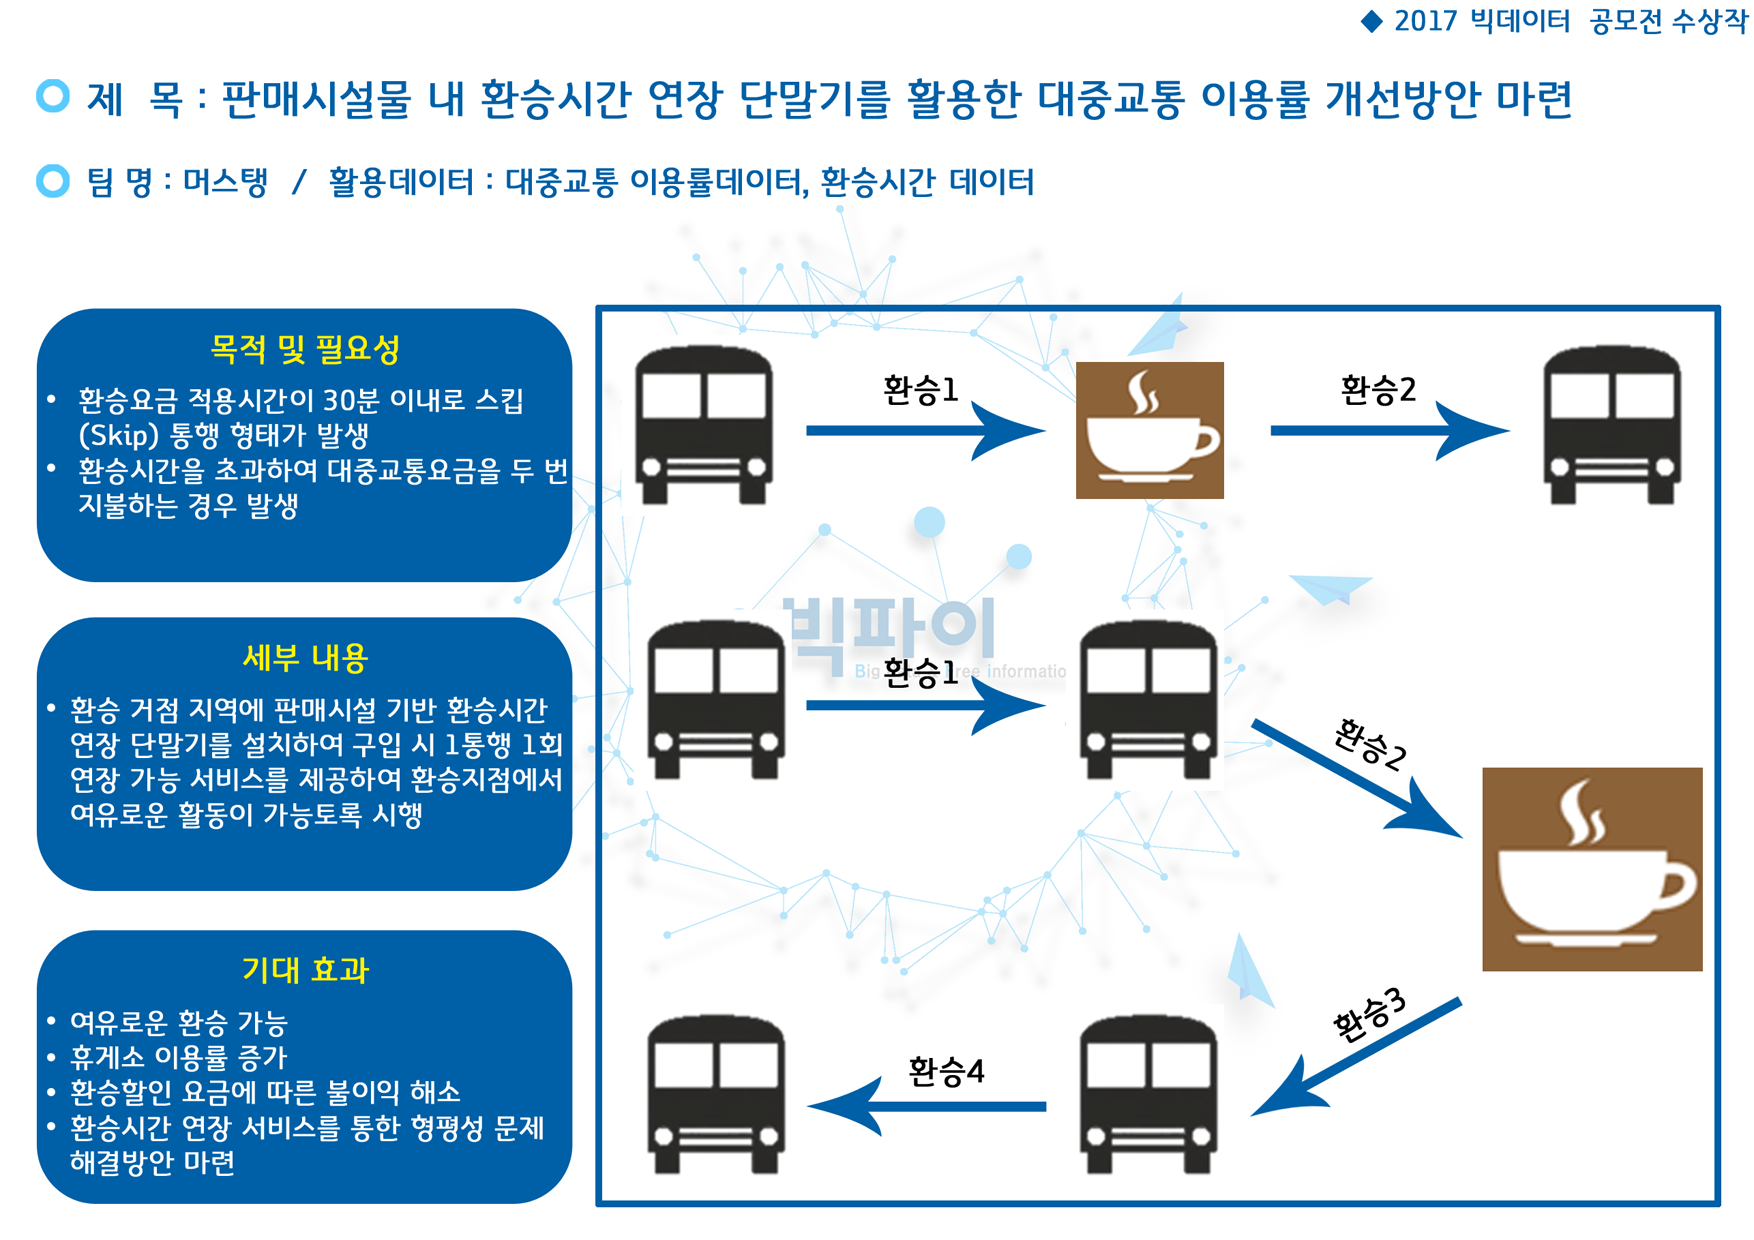 ◆ 2017 빅데이터 공모전 수상작
제 목 : 판매시설물 내 환승시간 연장 단말기를 활용한 대중교통 이용률 개선방안 마련
팀 명 : 머스탱 / 활용데이터 : 대중교통 이용률데이터, 환승시간 데이터
목적 및 필요성
• 환승요금 적용시간이 30분 이내로 스킵
(Skip) 통행 형태가 발생
• 환승시간을 초과하여 대중교통요금을 두 번
지불하는 경우 발생
세부 내용
• 환승 거점 지역에 판매시설 기반 환승시간
연장 단말기를 설치하여 구입 시 1통행 1회
연장 가능 서비스를 제공하여 환승지점에서
여유로운 활동이 가능토록 시행
기대 효과
• 여유로운 환승 가능
• 휴게소 이용률 증가
• 환승할인 요금에 따른 불이익 해소
• 환승시간 연장 서비스를 통한 형평성 문제
해결방안 마련
환승1
환승2
빅파이
Big Free informatio
환승1
환승2
환승3
환승4